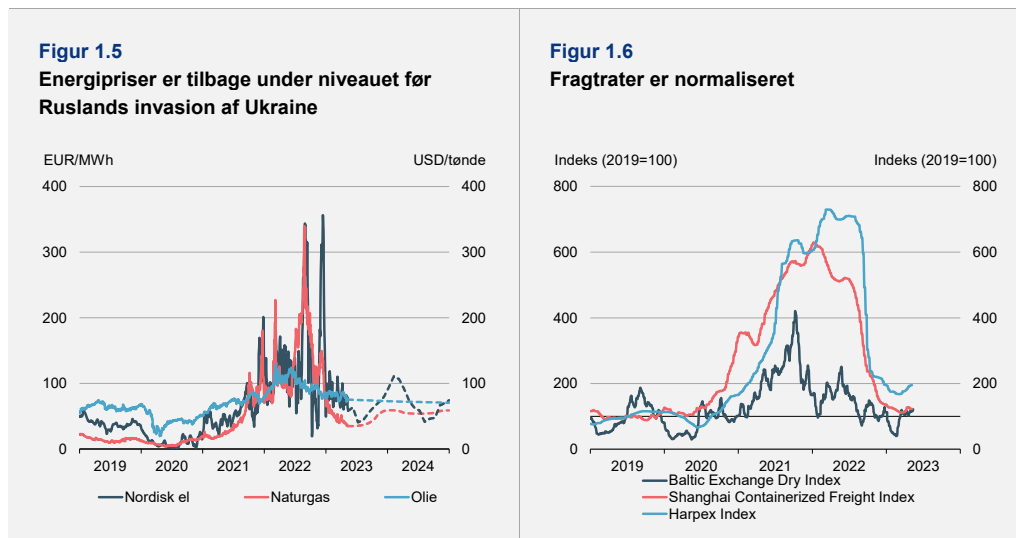 Figur 1.5
Energipriser er tilbage under niveauet før
Ruslands invasion af Ukraine
EUR/MWh
USD/tønde
400
400
300
300
200
200
100
100
0
0
2019 2020 2021 2022 2023 2024
Nordisk el Naturgas Olie
Figur 1.6
Fragtrater er normaliseret
Indeks (2019=100)
Indeks (2019=100)
800
800
600
600
400
400
200
200
0
0
2019 2020 2021 2022 2023
Baltic Exchange Dry Index
Shanghai Containerized Freight Index
Harpex Index